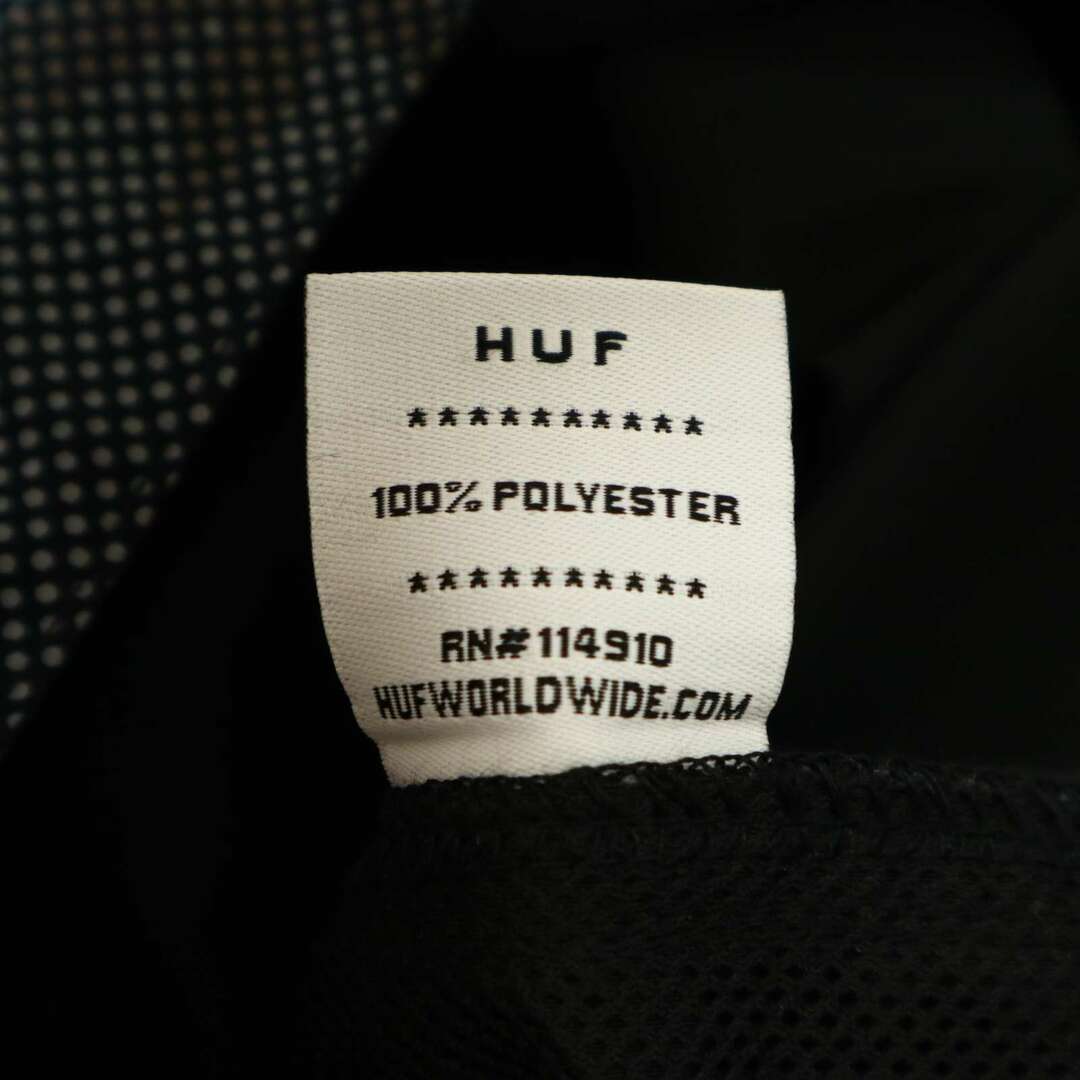 HUF
★★★★★★★★★★
100% POLYESTER
★★★★★★★★★★
RN# 114910
HUFWORLDWIDE.COM